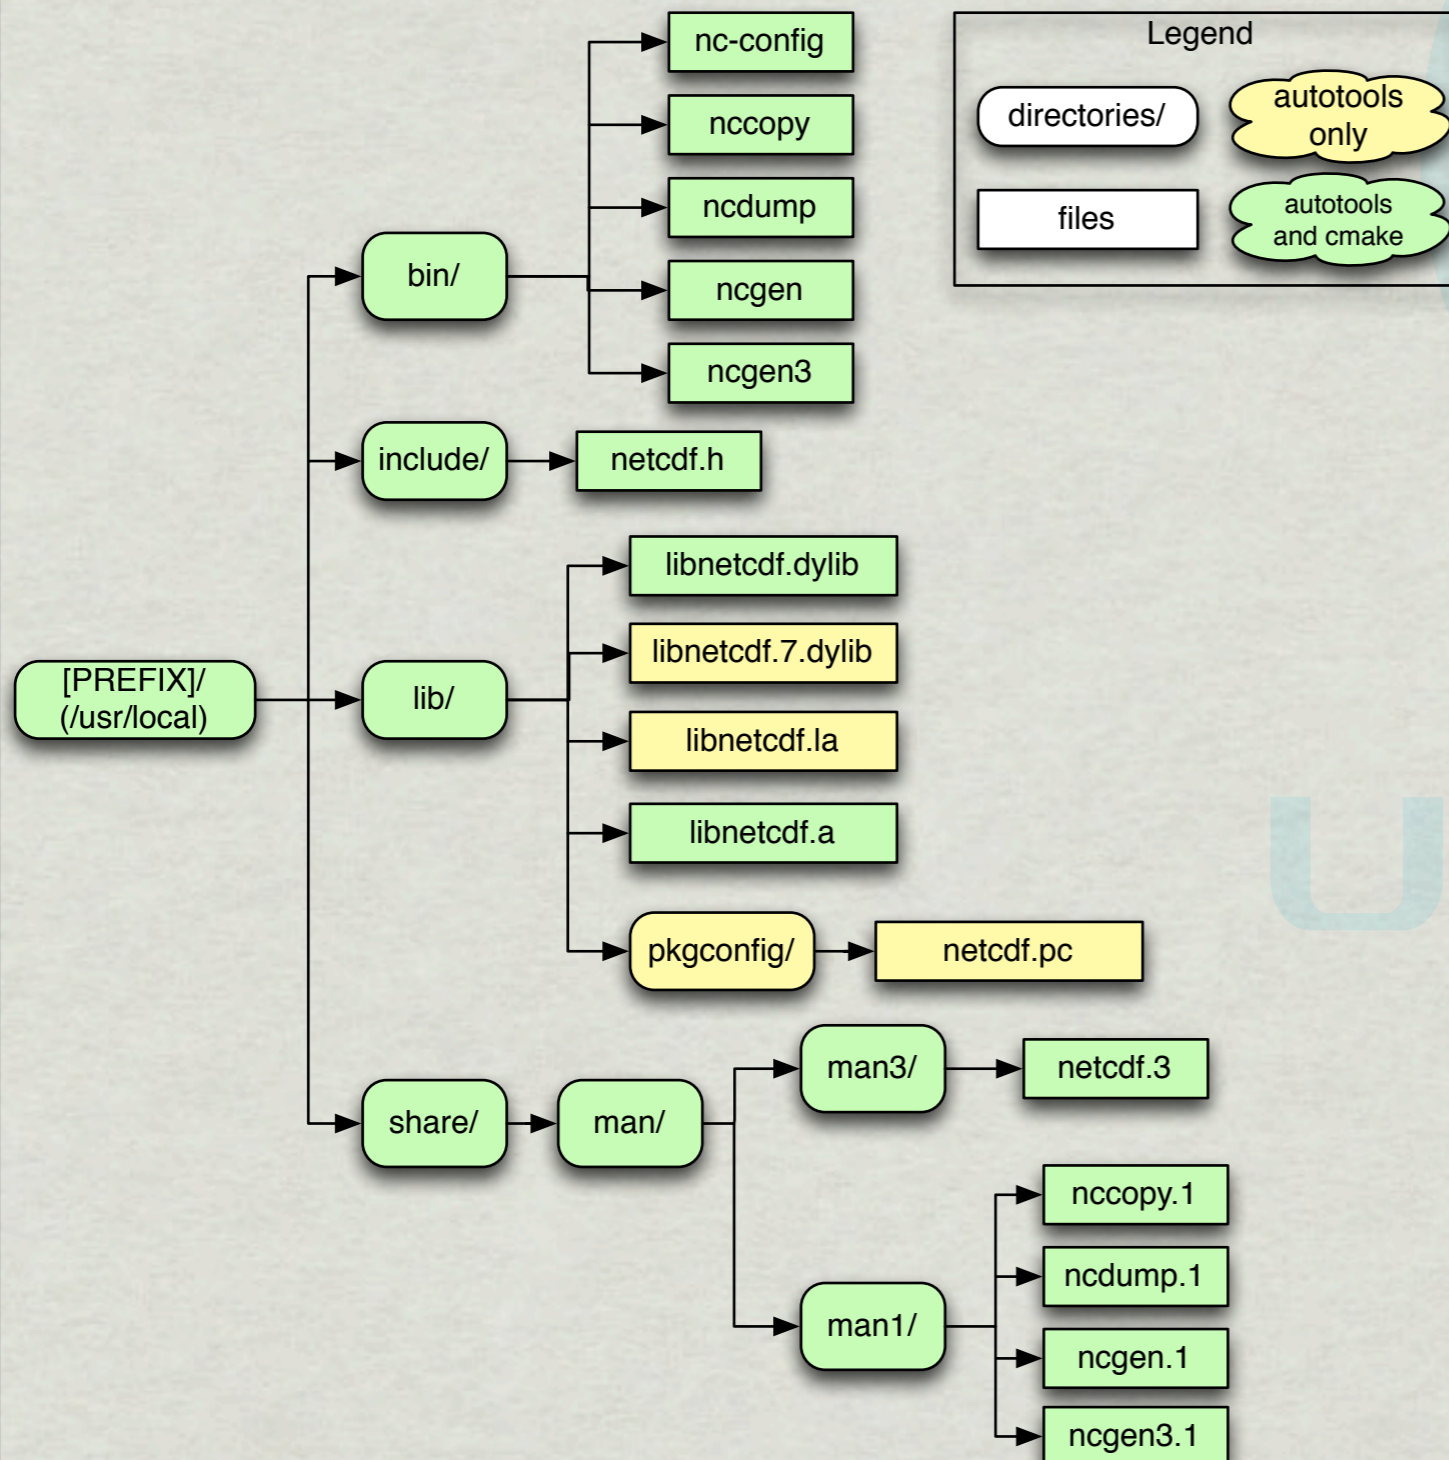 nc-config
Legend
directories/
autotools
only
nccopy
files
autotools
and cmake
ncdump
bin/
ncgen
ncgen3
include/
netcdf.h
libnetcdf.dylib
libnetcdf.7.dylib
[PREFIX]/
(/usr/local)
lib/
libnetcdf.la
libnetcdf.a
pkgconfig/
netcdf.pc
man3/
netcdf.3
share/
man/
nccopy.1
ncdump.1
man1/
ncgen.1
ncgen3.1